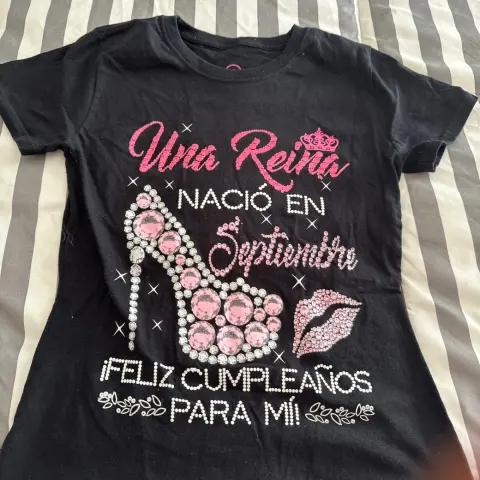 Una Reina
NACIÓ EN
Septiembre
¡FELIZ CUMPLEAÑOS
PARA MÍ!